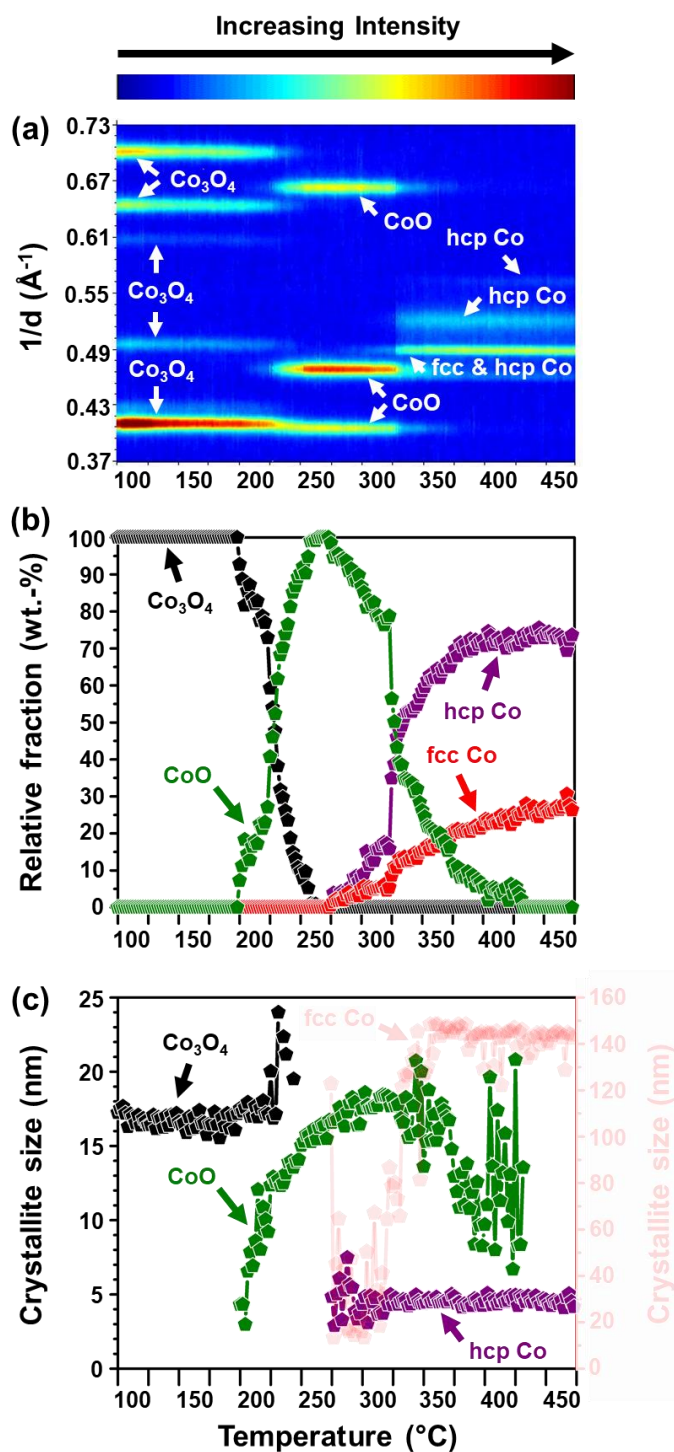 Increasing Intensity
(a)
1/d (Å⁻¹)
0.73
0.67
0.61
0.55
0.49
0.43
0.37
Co₃O₄
CoO
hcp Co
Co₃O₄
hcp Co
Co₃O₄
fcc & hcp Co
CoO
100 150 200 250 300 350 400 450
(b)
Relative fraction (wt.-%)
100
90
80
70
60
50
40
30
20
10
0
Co₃O₄
hcp Co
fcc Co
CoO
100 150 200 250 300 350 400 450
(c)
Crystallite size (nm)
25
20
15
10
5
0
Co₃O₄
fcc Co
CoO
hcp Co
160
140
120
100
80
60
40
20
0
Crystallite size (nm)
100 150 200 250 300 350 400 450
Temperature (°C)